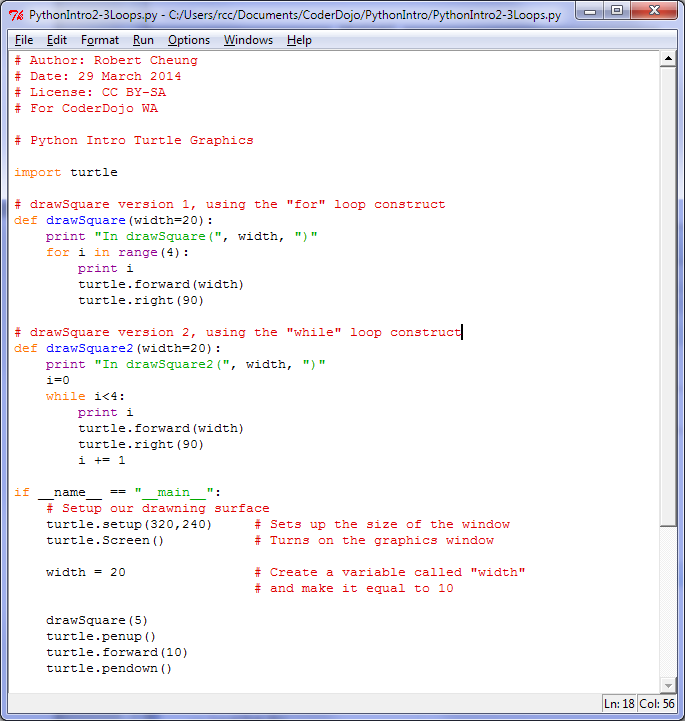 PythonIntro2-3Loops.py - C:/Users/rcc/Documents/CoderDojo/PythonIntro/PythonIntro2-3Loops.py
File Edit Format Run Options Windows Help
# Author: Robert Cheung
# Date: 29 March 2014
# License: CC BY-SA
# For CoderDojo WA

# Python Intro Turtle Graphics

import turtle

# drawSquare version 1, using the "for" loop construct
def drawSquare(width=20):
    print "In drawSquare(", width, ")"
    for i in range(4):
        print i
        turtle.forward(width)
        turtle.right(90)

# drawSquare version 2, using the "while" loop construct
def drawSquare2(width=20):
    print "In drawSquare2(", width, ")"
    i=0
    while i<4:
        print i
        turtle.forward(width)
        turtle.right(90)
        i += 1

if __name__ == "__main__":
    # Setup our drawning surface
    turtle.setup(320,240)     # Sets up the size of the window
    turtle.Screen()           # Turns on the graphics window

    width = 20                # Create a variable called "width"
                              # and make it equal to 10

    drawSquare(5)
    turtle.penup()
    turtle.forward(10)
    turtle.pendown()
Ln: 18 Col: 56